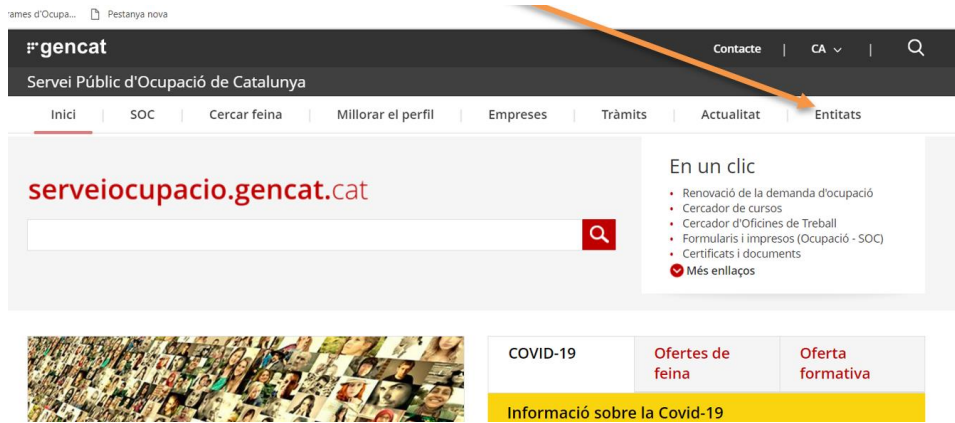 rames d'Ocupa... Pestanya nova
gencat Contacte | CA | 
Servei Públic d'Ocupació de Catalunya
Inici SOC Cercar feina Millorar el perfil Empreses Tràmits Actualitat Entitats
En un clic
serveiocupacio.gencat.cat
• Renovació de la demanda d'ocupació
• Cercador de cursos
• Cercador d'Oficines de Treball
• Formularis i impresos (Ocupació - SOC)
• Certificats i documents
Més enllaços
COVID-19 Ofertes de feina Oferta formativa
Informació sobre la Covid-19